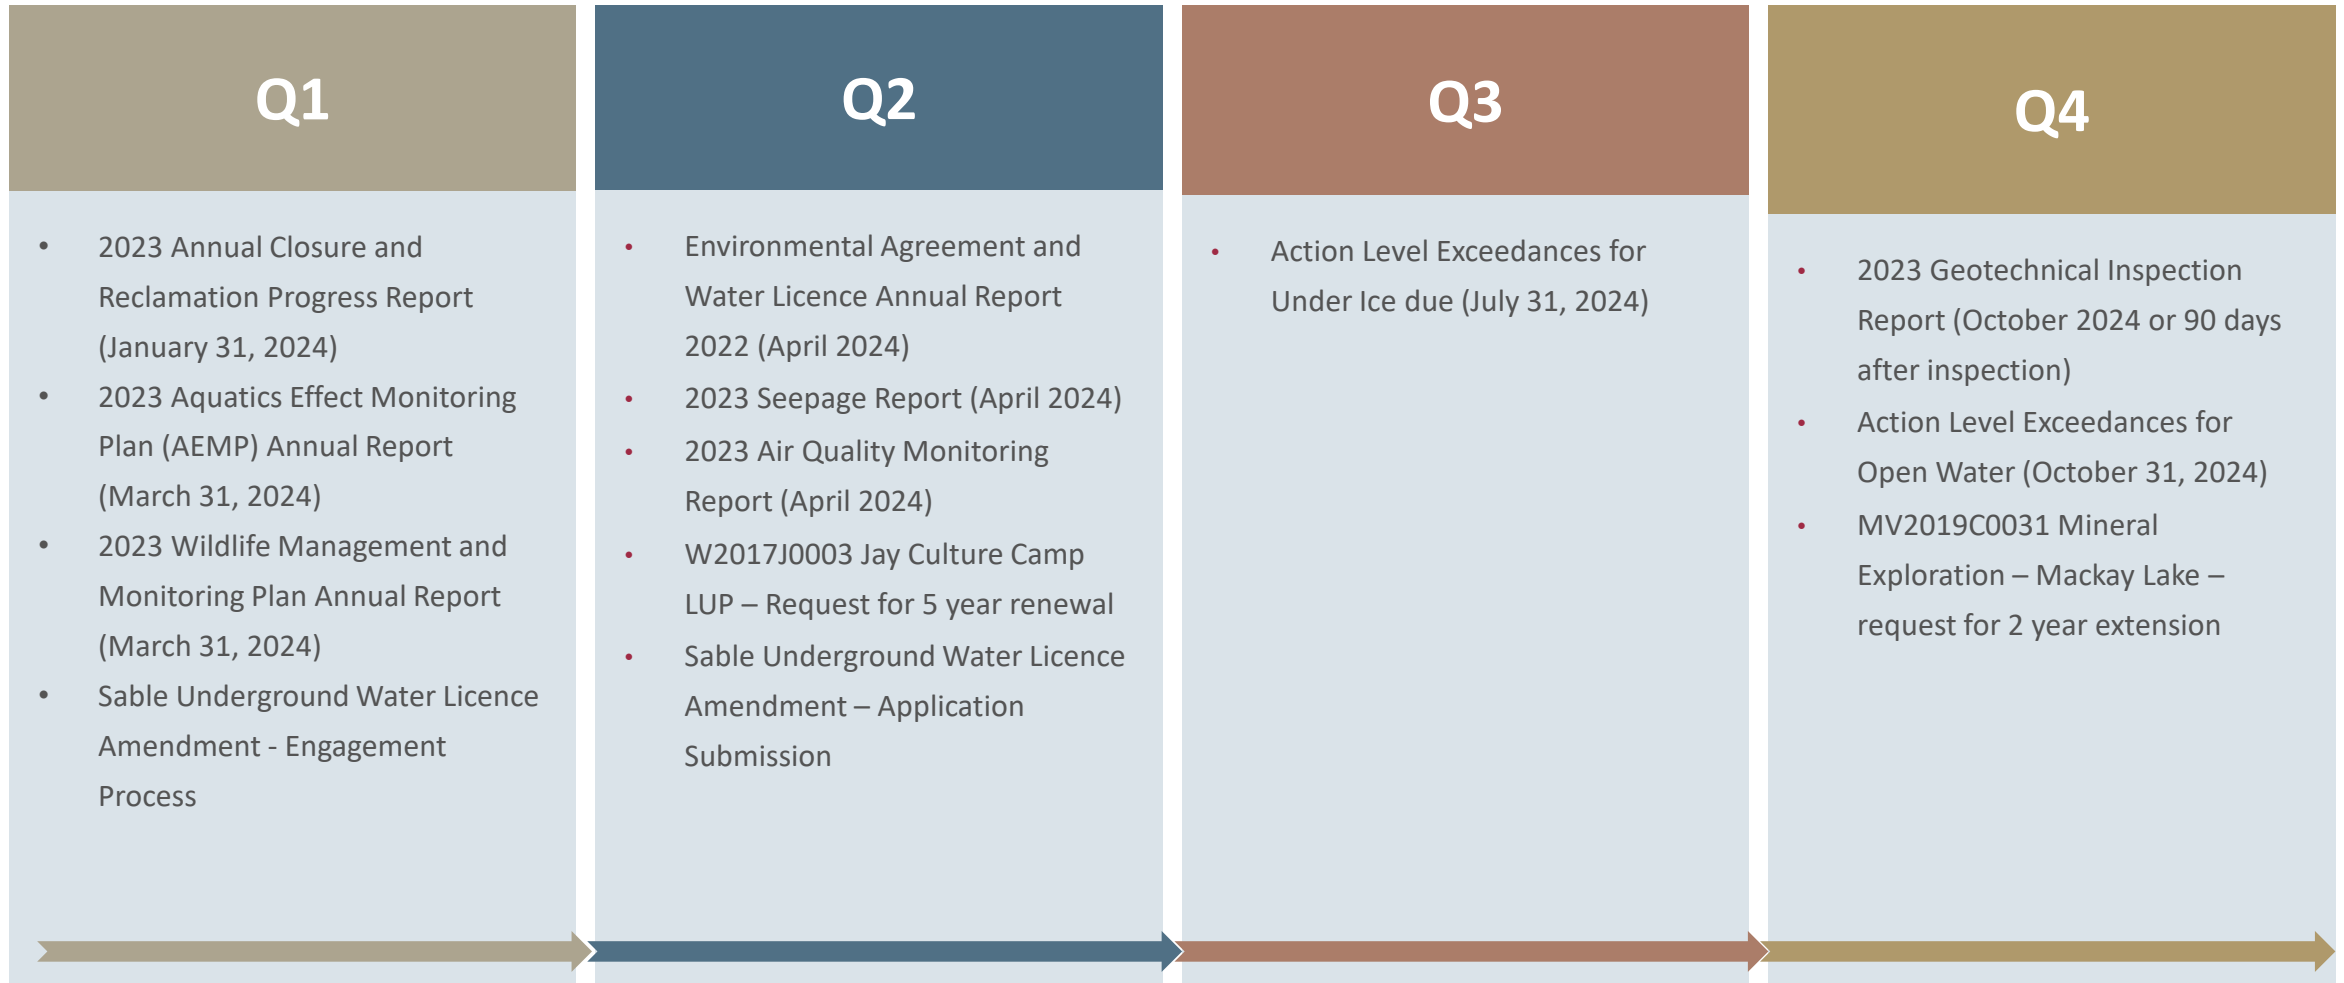 Q1
• 2023 Annual Closure and
Reclamation Progress Report
(January 31, 2024)
• 2023 Aquatics Effect Monitoring
Plan (AEMP) Annual Report
(March 31, 2024)
• 2023 Wildlife Management and
Monitoring Plan Annual Report
(March 31, 2024)
• Sable Underground Water Licence
Amendment - Engagement
Process
Q2
• Environmental Agreement and
Water Licence Annual Report
2022 (April 2024)
• 2023 Seepage Report (April 2024)
• 2023 Air Quality Monitoring
Report (April 2024)
• W2017J0003 Jay Culture Camp
LUP – Request for 5 year renewal
• Sable Underground Water Licence
Amendment – Application
Submission
Q3
• Action Level Exceedances for
Under Ice due (July 31, 2024)
Q4
• 2023 Geotechnical Inspection
Report (October 2024 or 90 days
after inspection)
• Action Level Exceedances for
Open Water (October 31, 2024)
• MV2019C0031 Mineral
Exploration – Mackay Lake –
request for 2 year extension